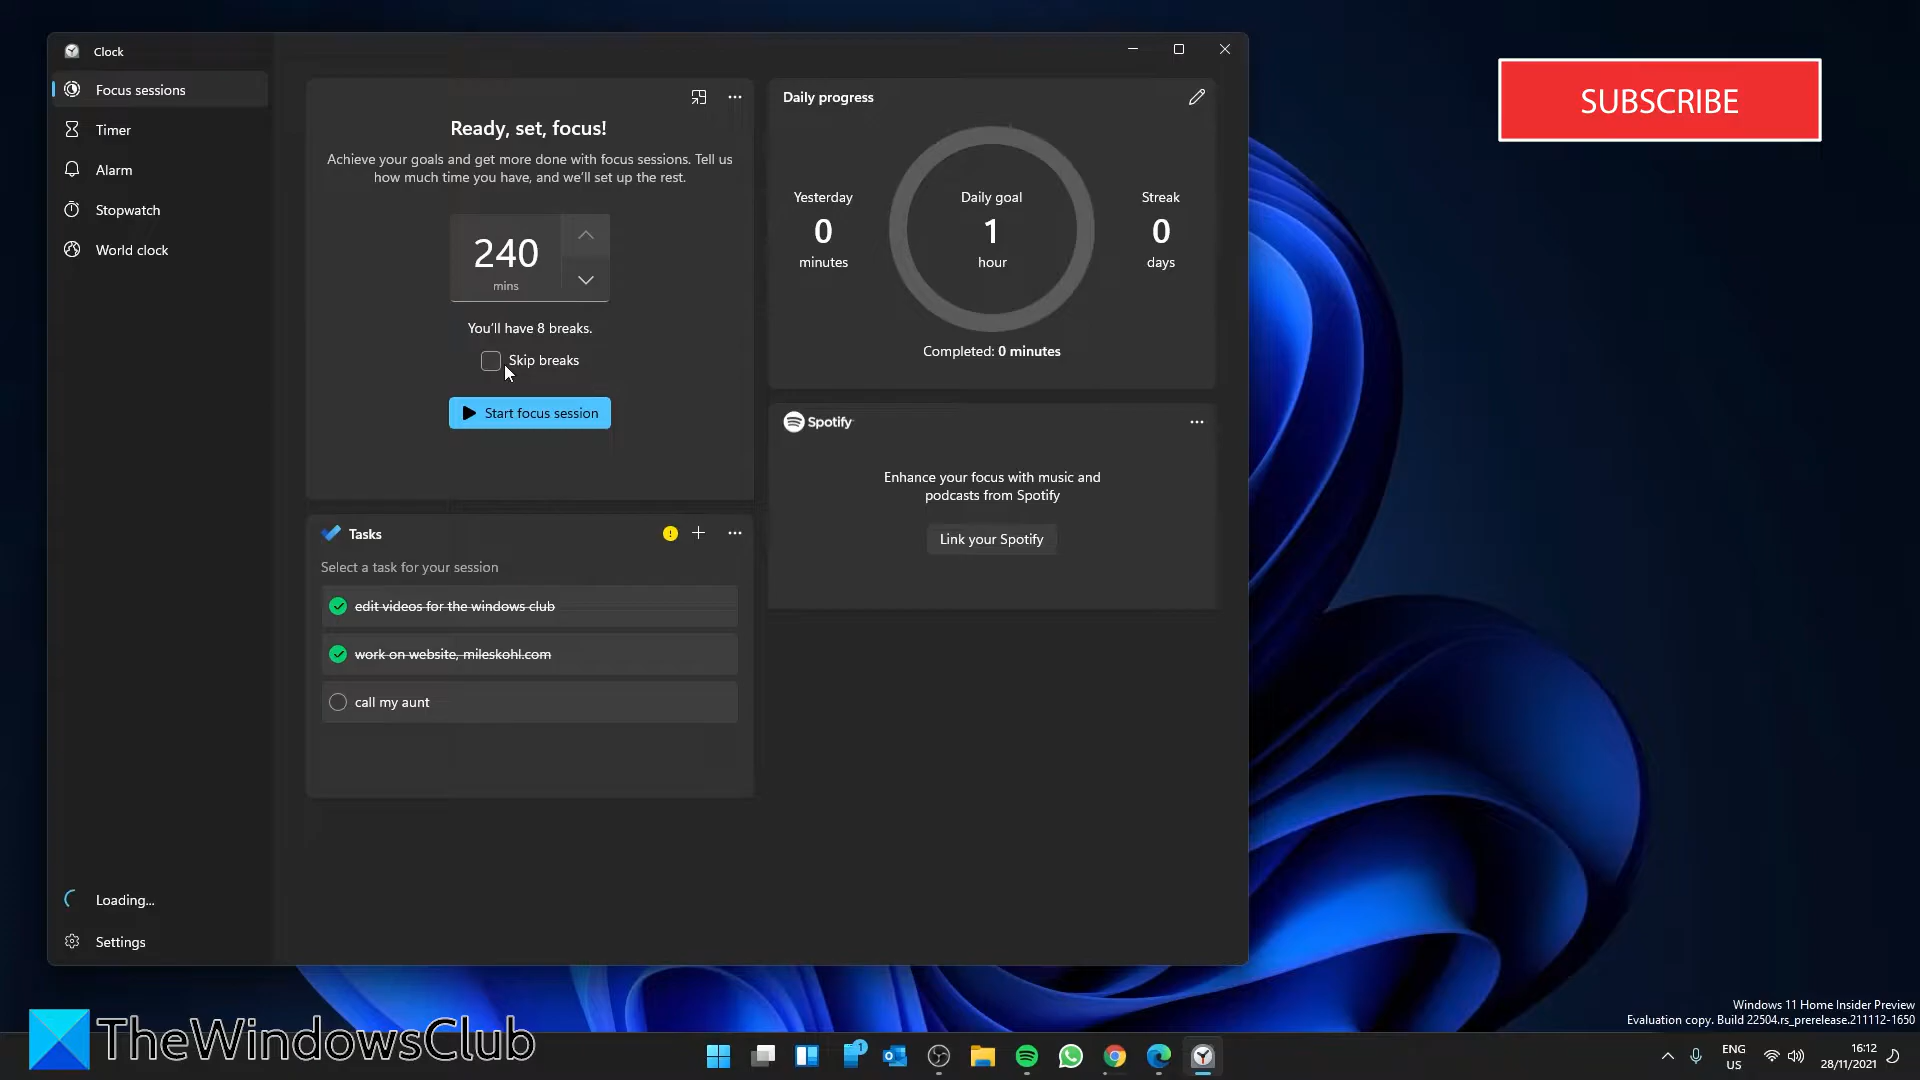 Clock
Focus sessions
Timer
Alarm
Stopwatch
World clock
Loading...
Settings
Ready, set, focus!
Achieve your goals and get more done with focus sessions. Tell us
how much time you have, and we'll set up the rest.
240
mins
You'll have 8 breaks.
Skip breaks
Start focus session
Tasks
Select a task for your session
edit videos for the windows club
work on website, mileskohl.com
call my aunt
Daily progress
Yesterday
0
minutes
Daily goal
1
hour
Streak
0
days
Completed: 0 minutes
Spotify
Enhance your focus with music and
podcasts from Spotify
Link your Spotify
SUBSCRIBE
Windows 11 Home Insider Preview
Evaluation copy. Build 22504.rs_prerelease.211112-1650
TheWindowsClub
1
ENG
US
16:12
28/11/2021